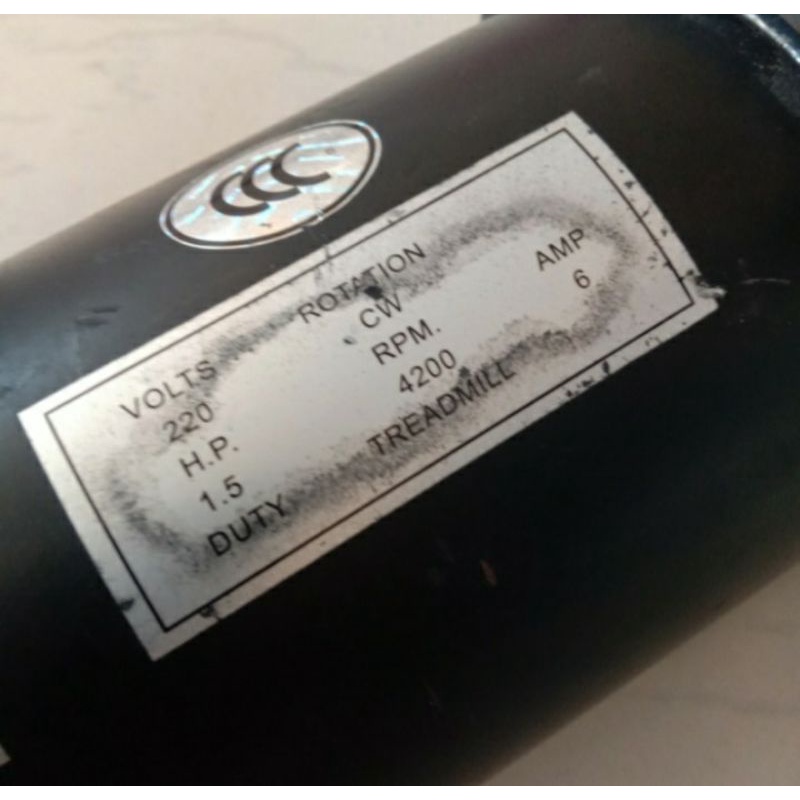 CCC
VOLTS ROTATION AMP
220 CW 6
H.P. RPM.
1.5 4200
DUTY TREADMILL